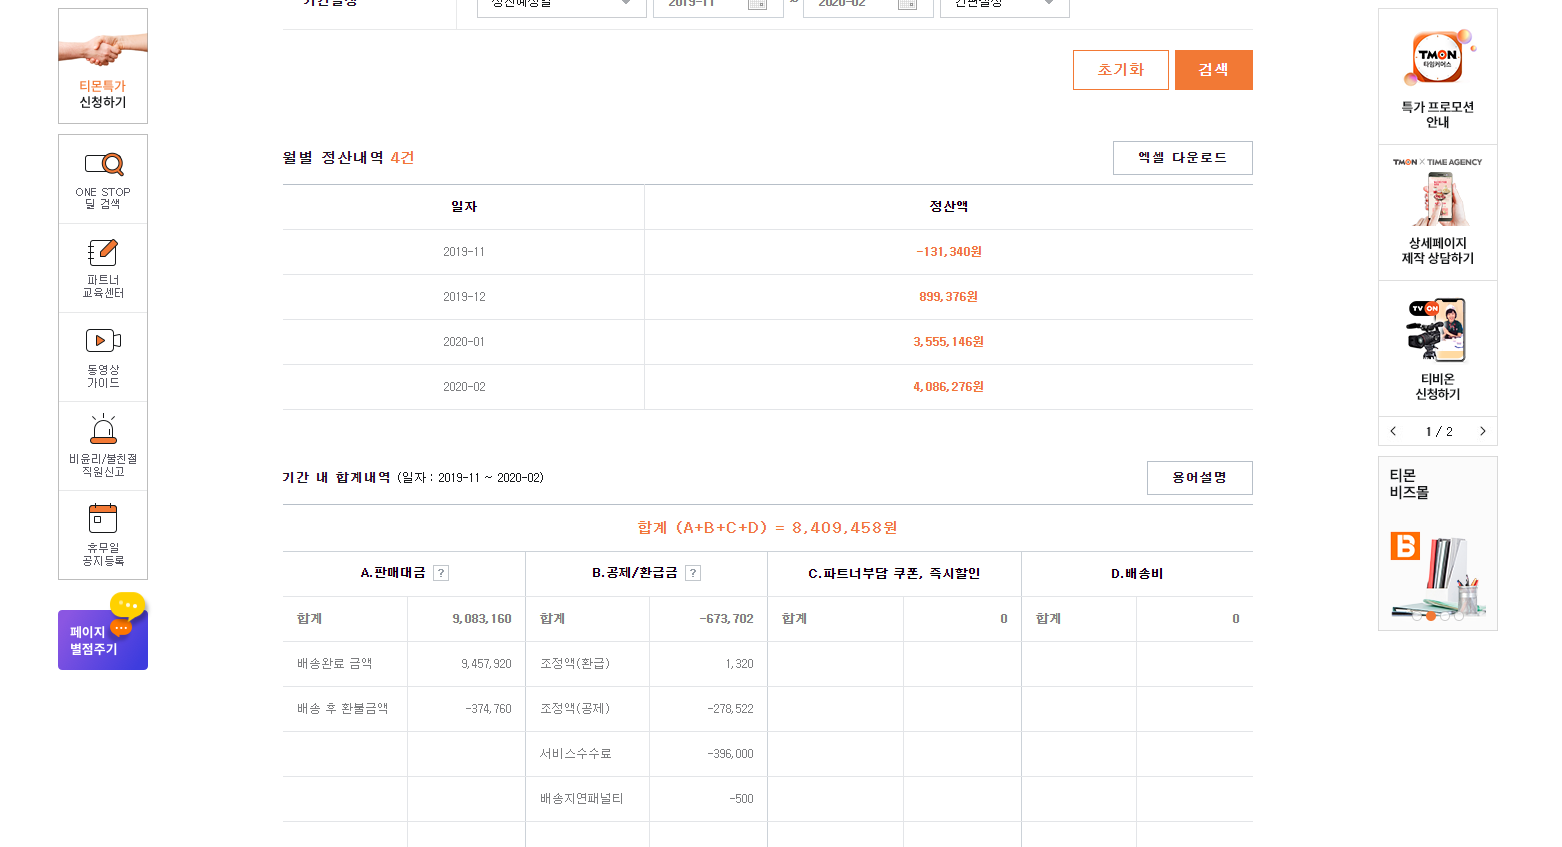 기간설정
정산예정일
2019-11
~
2020-02
간편설정
초기화
검색
티몬특가
신청하기
ONE STOP
딜 검색
파트너
교육센터
동영상
가이드
비윤리/불친절
직원신고
휴무일
공지등록
페이지
별점주기
월별 정산내역 4건
엑셀 다운로드
일자 정산액
2019-11 -131,340원
2019-12 899,376원
2020-01 3,555,146원
2020-02 4,086,276원
기간 내 합계내역 (일자 : 2019-11 ~ 2020-02)
용어설명
합계 (A+B+C+D) = 8,409,458원
A.판매대금 ? B.공제/환급금 ? C.파트너부담 쿠폰, 즉시할인 D.배송비
합계 9,083,160 합계 -673,702 합계 0 합계 0
배송완료 금액 9,457,920 조정액(환급) 1,320
배송 후 환불금액 -374,760 조정액(공제) -278,522
서비스수수료 -396,000
배송지연패널티 -500
TMON
타임커머스
특가 프로모션
안내
TMON × TIME AGENCY
상세페이지
제작 상담하기
TV ON
티비온
신청하기
1 / 2
티몬
비즈몰
B